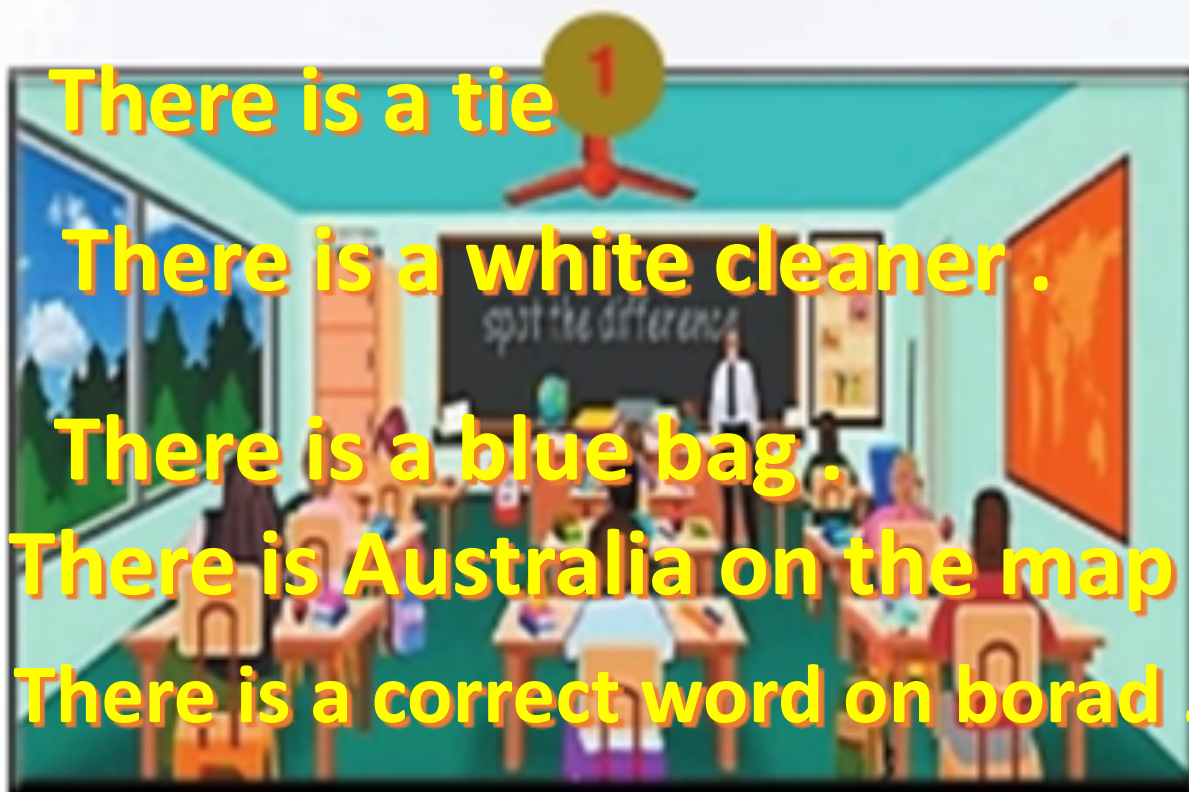 1
There is a tie
There is a white cleaner .
spot the difference
There is a blue bag .
There is Australia on the map
There is a correct word on borad .